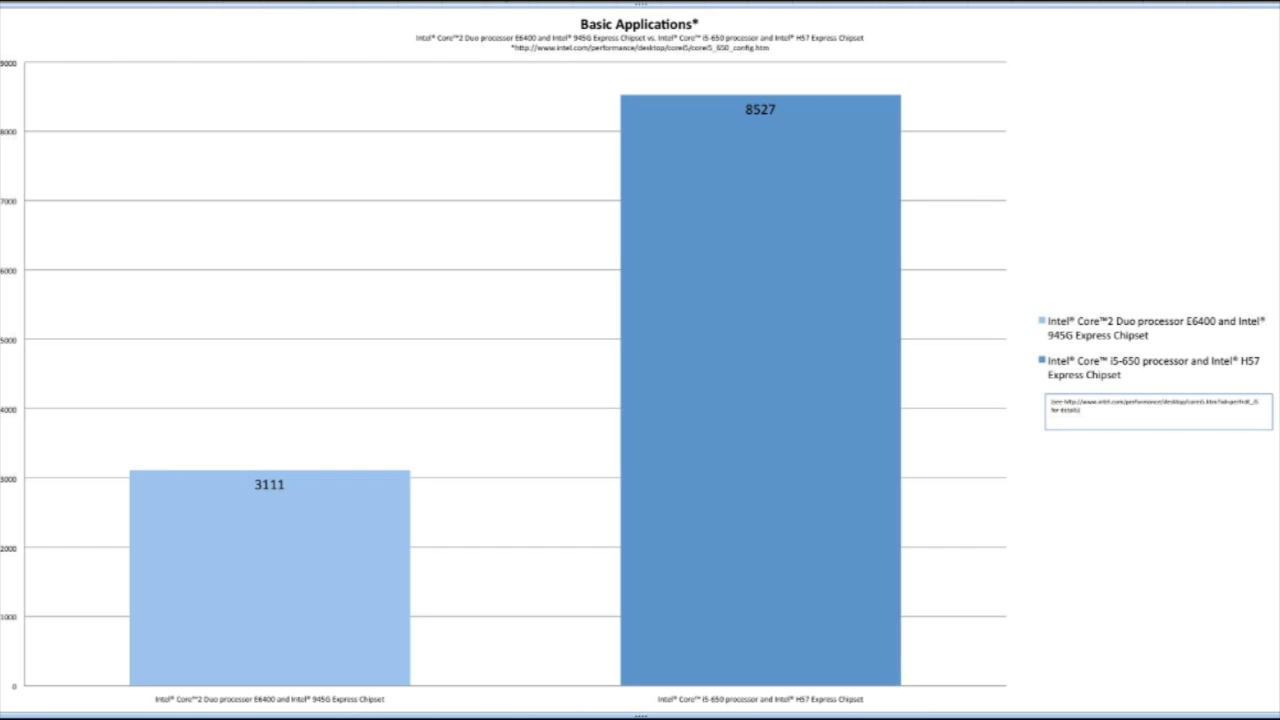 Basic Applications*
Intel® Core™2 Duo processor E6400 and Intel® 945G Express Chipset vs. Intel® Core™ i5-650 processor and Intel® H57 Express Chipset
*http://www.intel.com/performance/desktop/corei5/corei5_650_config.htm
9000
8527
8000
7000
6000
5000
4000
3000
3111
2000
1000
0
Intel® Core™2 Duo processor E6400 and Intel® 945G Express Chipset
Intel® Core™ i5-650 processor and Intel® H57 Express Chipset
Intel® Core™2 Duo processor E6400 and Intel®
945G Express Chipset
Intel® Core™ i5-650 processor and Intel® H57
Express Chipset
(see
for details)